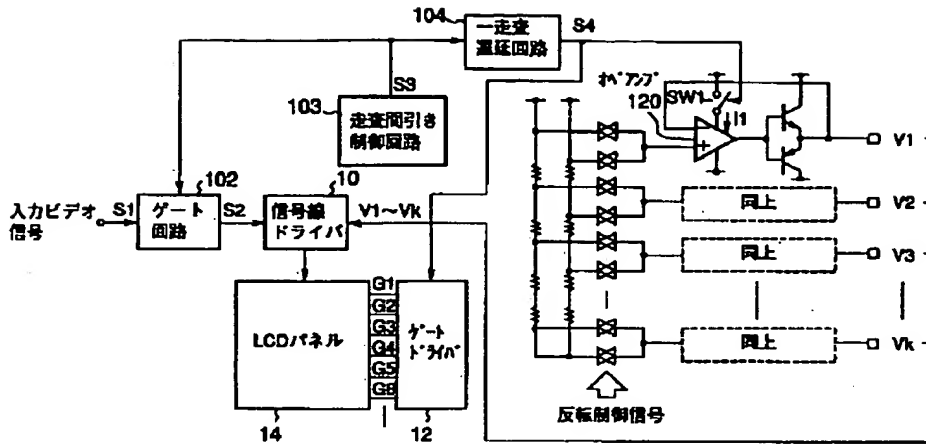 104
一走査
遅延回路
S4
S3
103
走査間引き
制御回路
オペアンプ
120
SW1
I1
V1
102
10
入力ビデオ
信号
S1
ゲート
回路
S2
信号線
ドライバ
V1~Vk
同上
V2
同上
V3
同上
Vk
LCDパネル
G1
G2
G3
G4
G5
G6
ゲート
ドライバ
反転制御信号
14
12